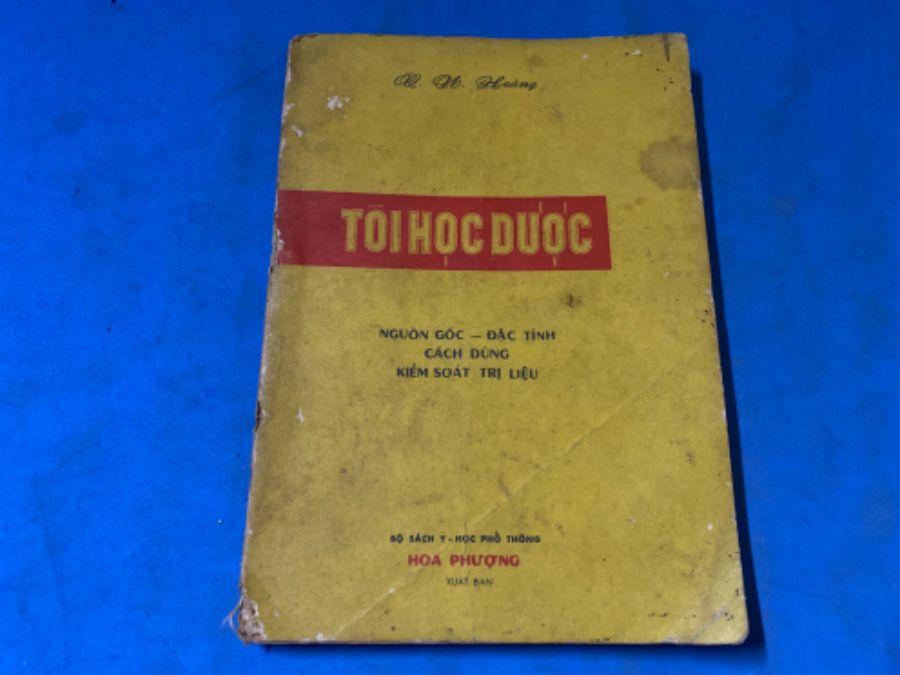 Hoàng
TÔI HỌC DƯỢC
NGUỒN GỐC — ĐẶC TÍNH
CÁCH DÙNG
KIỂM SOÁT TRỊ LIỆU
BỘ SÁCH Y - HỌC PHỔ THÔNG
HOA PHƯỢNG
XUẤT BẢN